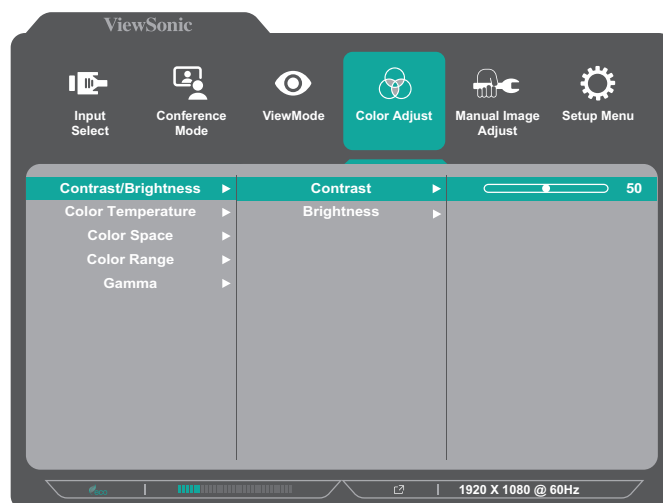 ViewSonic
Input Select
Conference Mode
ViewMode
Color Adjust
Manual Image Adjust
Setup Menu
Contrast/Brightness
Contrast
50
Color Temperature
Brightness
Color Space
Color Range
Gamma
eco
1920 X 1080 @ 60Hz